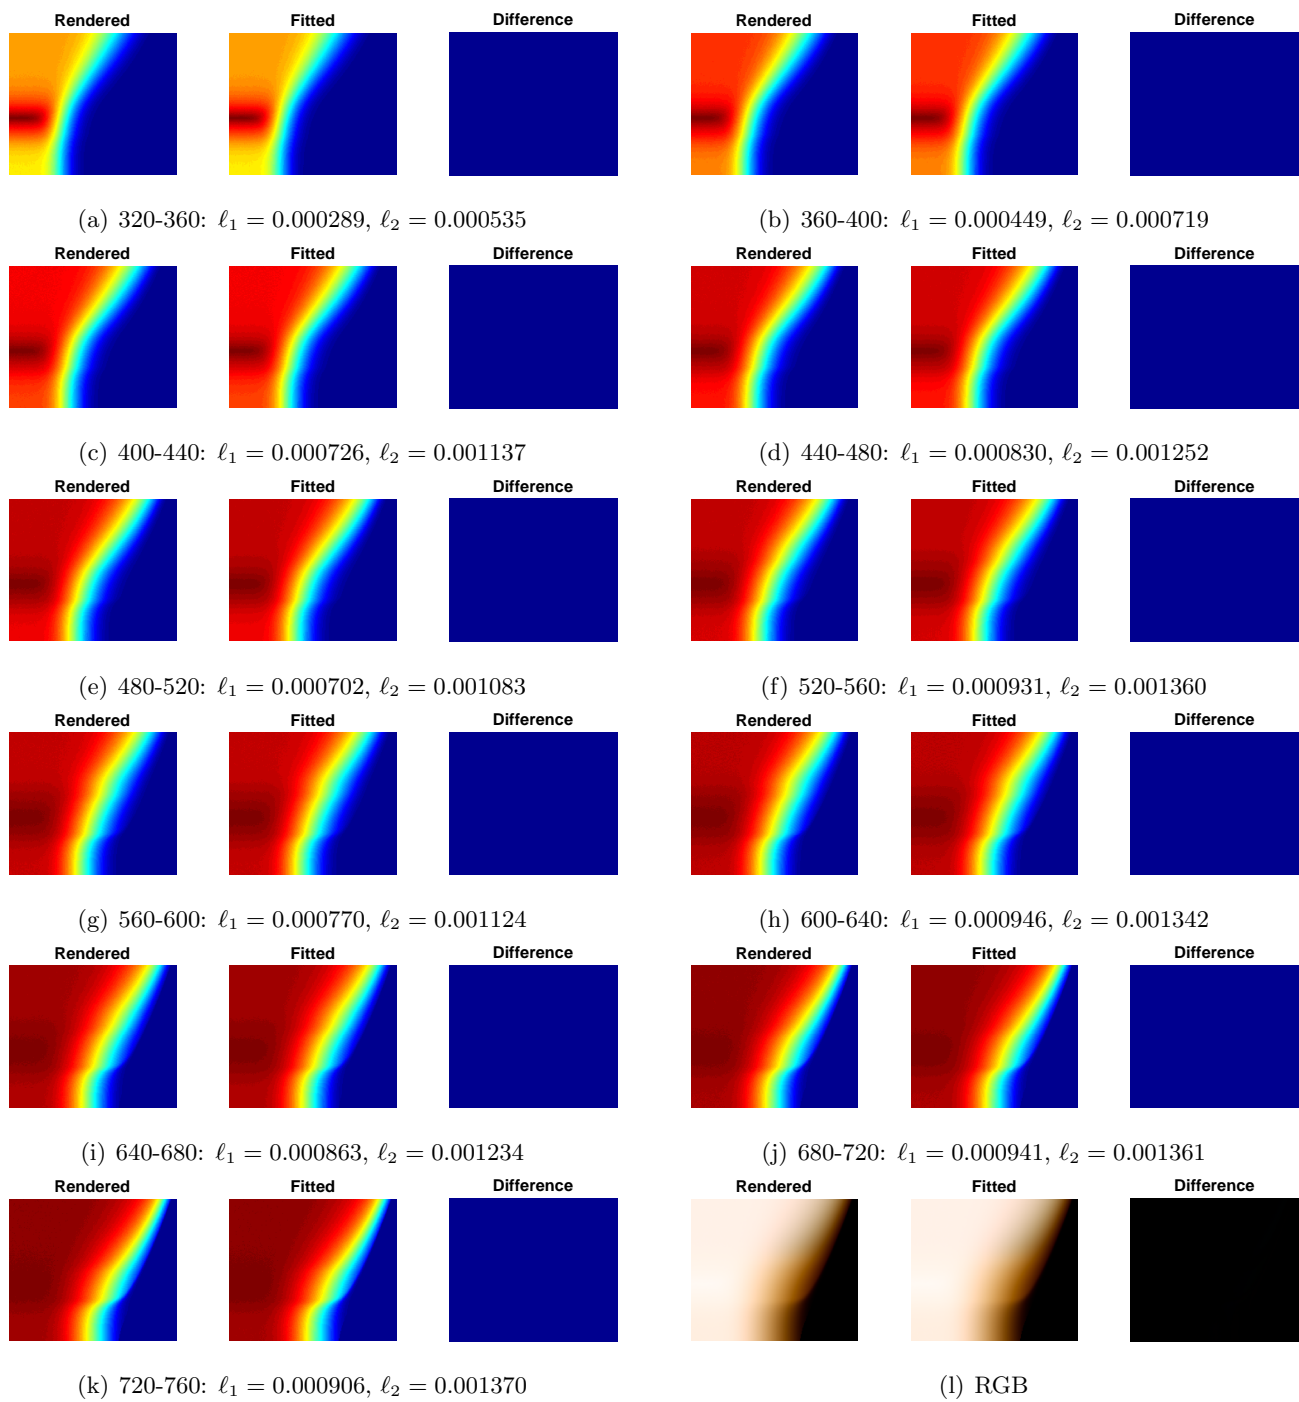 Rendered Fitted Difference Rendered Fitted Difference
(a) 320-360: ℓ₁ = 0.000289, ℓ₂ = 0.000535 (b) 360-400: ℓ₁ = 0.000449, ℓ₂ = 0.000719
Rendered Fitted Difference Rendered Fitted Difference
(c) 400-440: ℓ₁ = 0.000726, ℓ₂ = 0.001137 (d) 440-480: ℓ₁ = 0.000830, ℓ₂ = 0.001252
Rendered Fitted Difference Rendered Fitted Difference
(e) 480-520: ℓ₁ = 0.000702, ℓ₂ = 0.001083 (f) 520-560: ℓ₁ = 0.000931, ℓ₂ = 0.001360
Rendered Fitted Difference Rendered Fitted Difference
(g) 560-600: ℓ₁ = 0.000770, ℓ₂ = 0.001124 (h) 600-640: ℓ₁ = 0.000946, ℓ₂ = 0.001342
Rendered Fitted Difference Rendered Fitted Difference
(i) 640-680: ℓ₁ = 0.000863, ℓ₂ = 0.001234 (j) 680-720: ℓ₁ = 0.000941, ℓ₂ = 0.001361
Rendered Fitted Difference Rendered Fitted Difference
(k) 720-760: ℓ₁ = 0.000906, ℓ₂ = 0.001370 (l) RGB